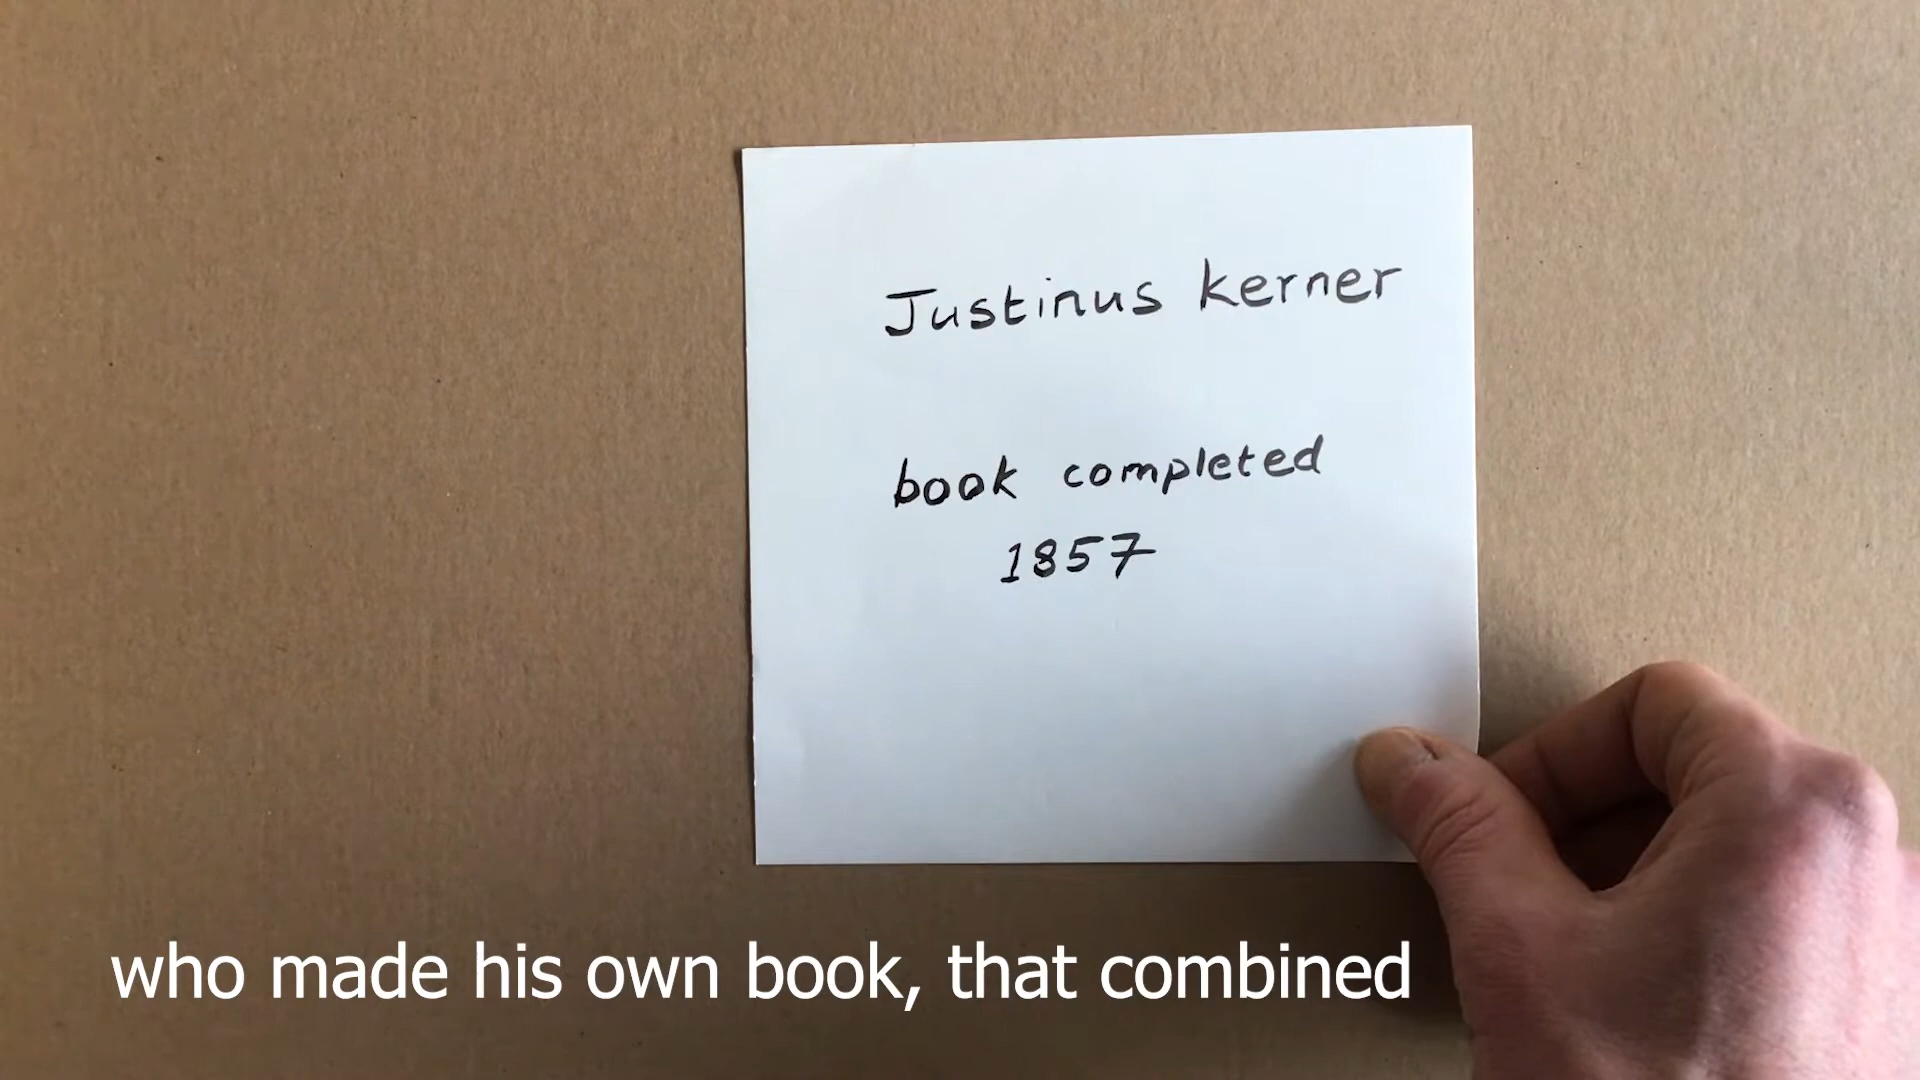 Justinus Kerner
book completed
1857
who made his own book, that combined